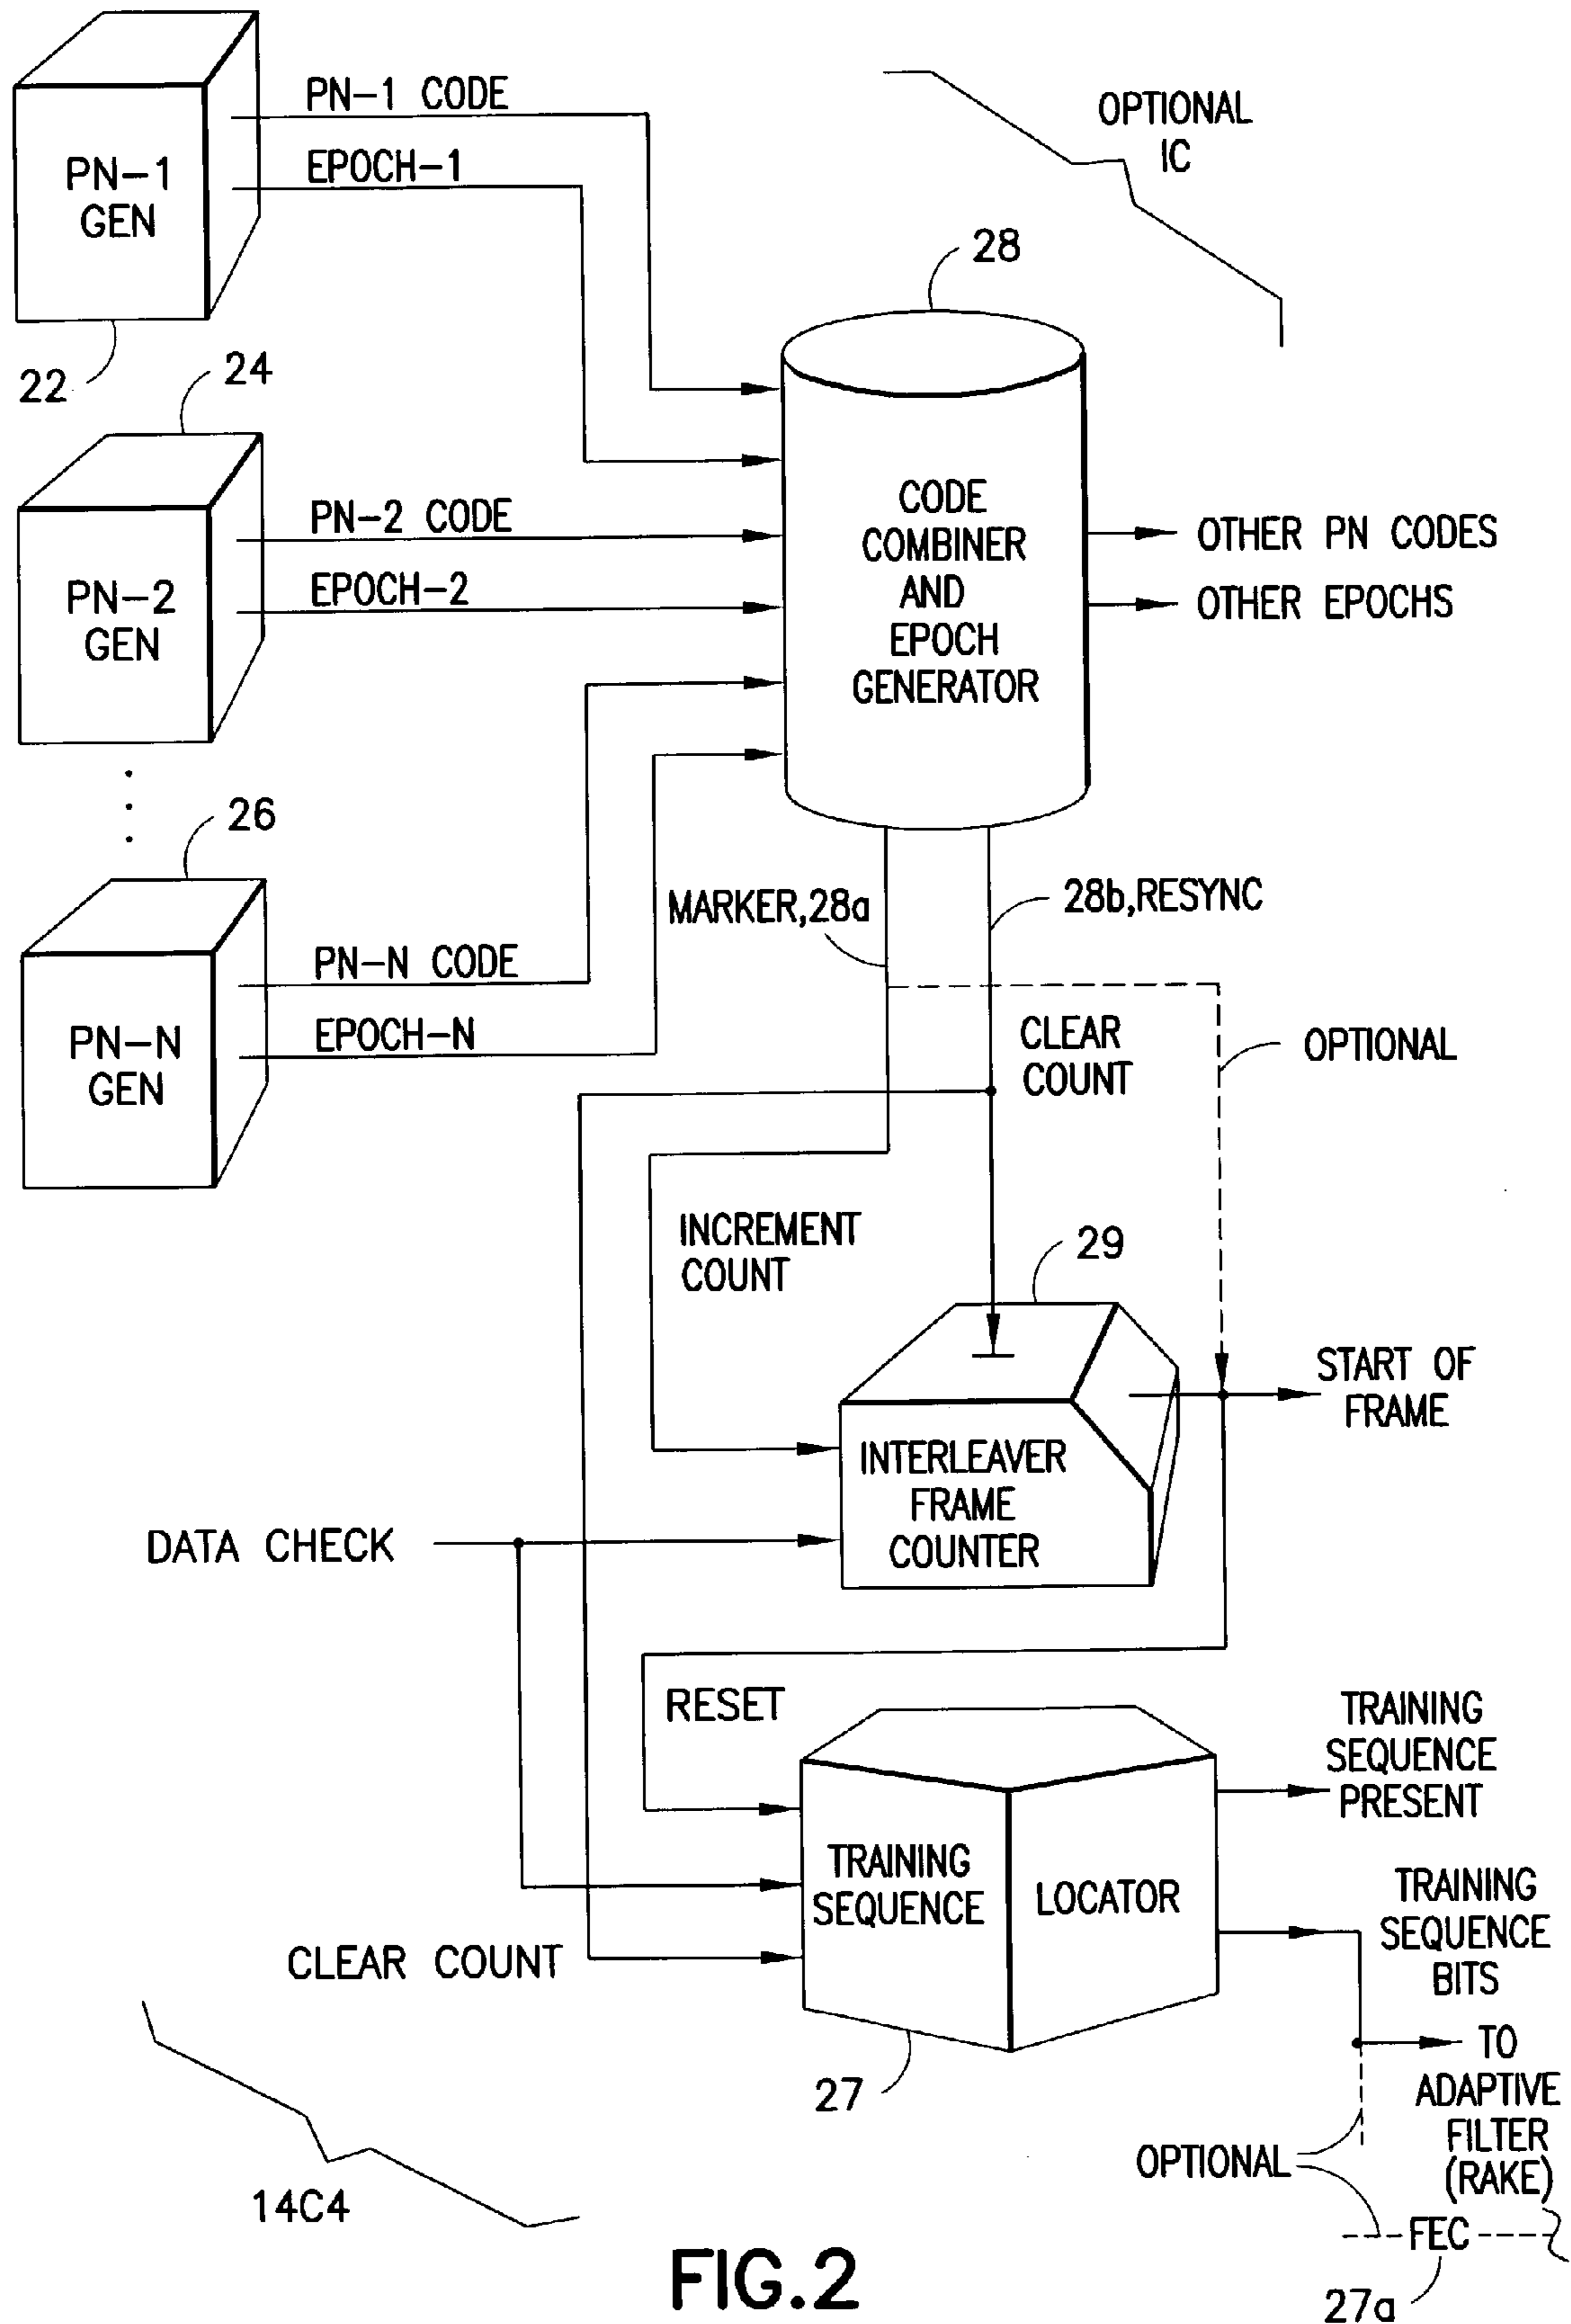 PN-1 CODE
EPOCH-1
PN-1
GEN
22
OPTIONAL
IC
28
24
PN-2 CODE
EPOCH-2
PN-2
GEN
CODE
COMBINER
AND
EPOCH
GENERATOR
OTHER PN CODES
OTHER EPOCHS
26
PN-N CODE
EPOCH-N
PN-N
GEN
MARKER,28a
28b,RESYNC
CLEAR
COUNT
OPTIONAL
INCREMENT
COUNT
29
START OF
FRAME
INTERLEAVER
FRAME
COUNTER
DATA CHECK
RESET
TRAINING
SEQUENCE
PRESENT
TRAINING
SEQUENCE
LOCATOR
TRAINING
SEQUENCE
BITS
CLEAR COUNT
27
TO
ADAPTIVE
FILTER
(RAKE)
OPTIONAL
FEC
27a
14C4
FIG.2